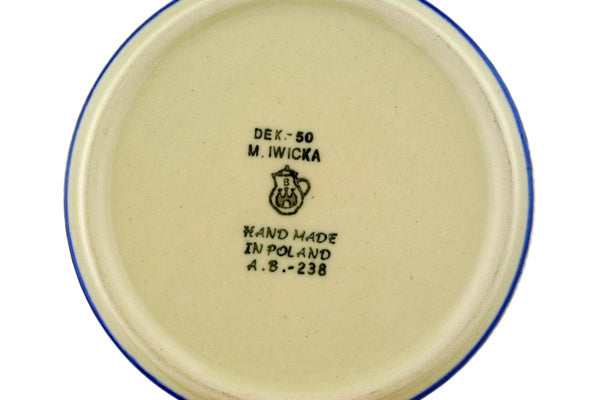 DEK.-50
M. IWICKA
B
HAND MADE
IN POLAND
A.B.-238